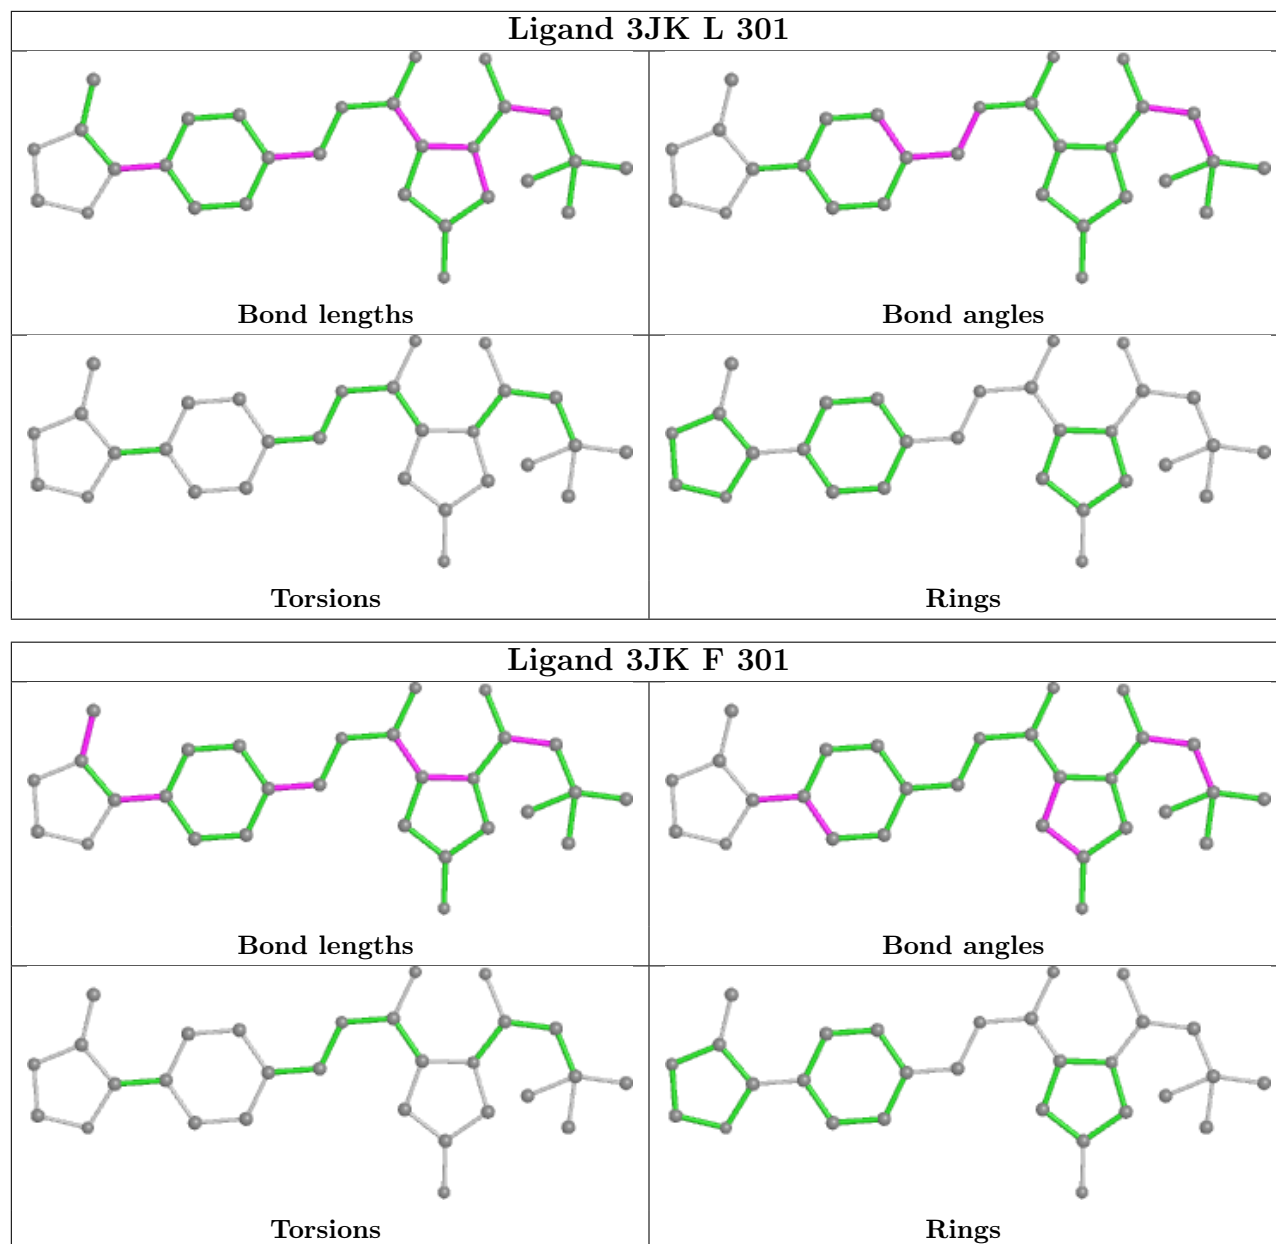 Ligand 3JK L 301
Bond lengths
Bond angles
Torsions
Rings
Ligand 3JK F 301
Bond lengths
Bond angles
Torsions
Rings